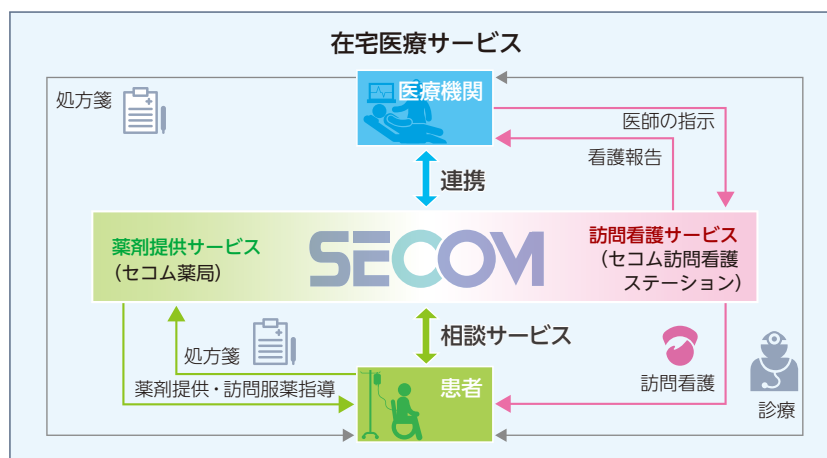 在宅医療サービス
処方箋
医療機関
医師の指示
看護報告
連携
薬剤提供サービス
(セコム薬局)
SECOM
訪問看護サービス
(セコム訪問看護
ステーション)
相談サービス
処方箋
薬剤提供・訪問服薬指導
患者
訪問看護
診療